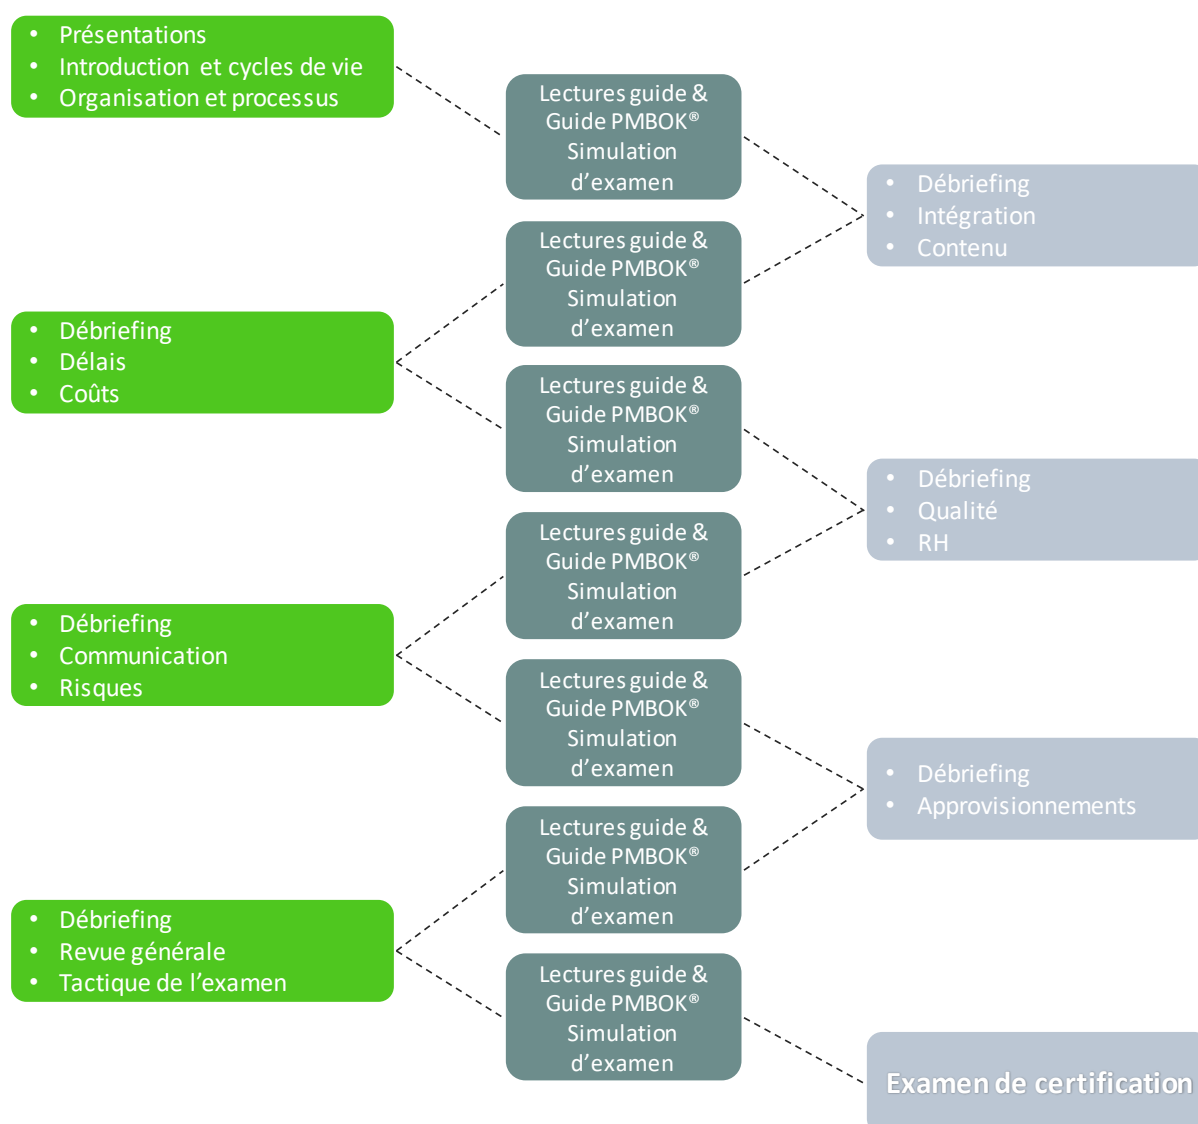 • Présentations
• Introduction et cycles de vie
• Organisation et processus
Lectures guide &
Guide PMBOK®
Simulation
d’examen
• Débriefing
• Intégration
• Contenu
Lectures guide &
Guide PMBOK®
Simulation
d’examen
• Débriefing
• Délais
• Coûts
Lectures guide &
Guide PMBOK®
Simulation
d’examen
• Débriefing
• Qualité
• RH
Lectures guide &
Guide PMBOK®
Simulation
d’examen
• Débriefing
• Communication
• Risques
Lectures guide &
Guide PMBOK®
Simulation
d’examen
• Débriefing
• Approvisionnements
Lectures guide &
Guide PMBOK®
Simulation
d’examen
• Débriefing
• Revue générale
• Tactique de l’examen
Lectures guide &
Guide PMBOK®
Simulation
d’examen
Examen de certification